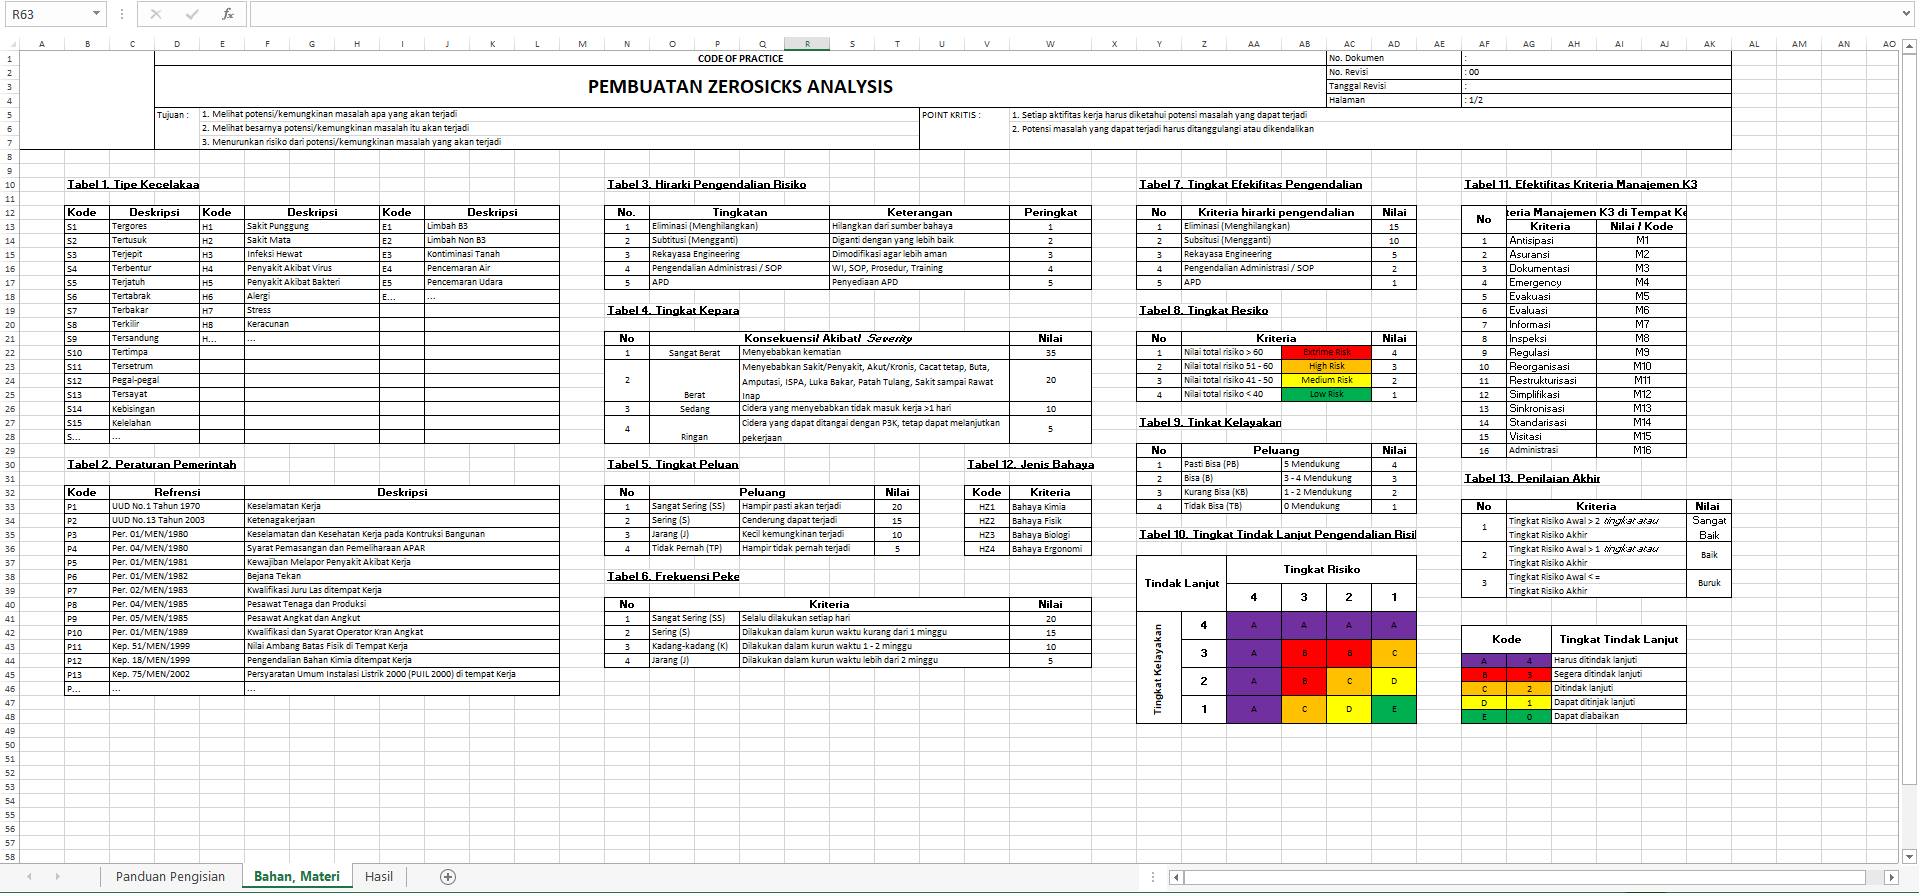 R63
fx
A B C D E F G H I J K L M N O P Q R S T U V W X Y Z AA AB AC AD AE AF AG AH AI AJ AK AL AM AN AO
CODE OF PRACTICE
PEMBUATAN ZEROSICKS ANALYSIS
No. Dokumen :
No. Revisi : 00
Tanggal Revisi :
Halaman : 1/2
Tujuan : 1. Melihat potensi/kemungkinan masalah apa yang akan terjadi
2. Melihat besarnya potensi/kemungkinan masalah itu akan terjadi
3. Menurunkan risiko dari potensi/kemungkinan masalah yang akan terjadi
POINT KRITIS : 1. Setiap aktifitas kerja harus diketahui potensi masalah yang dapat terjadi
2. Potensi masalah yang dapat terjadi harus ditanggulangi atau dikendalikan
Tabel 1. Tipe Kecelakaa
Kode Deskripsi Kode Deskripsi Kode Deskripsi
S1 Tergores H1 Sakit Punggung E1 Limbah B3
S2 Tertusuk H2 Sakit Mata E2 Limbah Non B3
S3 Terjepit H3 Infeksi Hewat E3 Kontiminasi Tanah
S4 Terbentur H4 Penyakit Akibat Virus E4 Pencemaran Air
S5 Terjatuh H5 Penyakit Akibat Bakteri E5 Pencemaran Udara
S6 Tertabrak H6 Alergi E... ...
S7 Terbakar H7 Stress
S8 Terkilir H8 Keracunan
S9 Tersandung H... ...
S10 Tertimpa
S11 Tersetrum
S12 Pegal-pegal
S13 Tersayat
S14 Kebisingan
S15 Kelelahan
S... ...
Tabel 2. Peraturan Pemerintah
Kode Refrensi Deskripsi
P1 UUD No.1 Tahun 1970 Keselamatan Kerja
P2 UUD No.13 Tahun 2003 Ketenagakerjaan
P3 Per. 01/MEN/1980 Keselamatan dan Kesehatan Kerja pada Kontruksi Bangunan
P4 Per. 04/MEN/1980 Syarat Pemasangan dan Pemeliharaan APAR
P5 Per. 01/MEN/1981 Kewajiban Melapor Penyakit Akibat Kerja
P6 Per. 01/MEN/1982 Bejana Tekan
P7 Per. 02/MEN/1983 Kwalifikasi Juru Las ditempat Kerja
P8 Per. 04/MEN/1985 Pesawat Tenaga dan Produksi
P9 Per. 05/MEN/1985 Pesawat Angkat dan Angkut
P10 Per. 01/MEN/1989 Kwalifikasi dan Syarat Operator Kran Angkat
P11 Kep. 51/MEN/1999 Nilai Ambang Batas Fisik di Tempat Kerja
P12 Kep. 18/MEN/1999 Pengendalian Bahan Kimia ditempat Kerja
P13 Kep. 75/MEN/2002 Persyaratan Umum Instalasi Listrik 2000 (PUIL 2000) di tempat Kerja
P... ... ...
Tabel 3. Hirarki Pengendalian Risiko
No. Tingkatan Keterangan Peringkat
1 Eliminasi (Menghilangkan) Hilangkan dari sumber bahaya 1
2 Subtitusi (Mengganti) Diganti dengan yang lebih baik 2
3 Rekayasa Engineering Dimodifikasi agar lebih aman 3
4 Pengendalian Administrasi / SOP WI, SOP, Prosedur, Training 4
5 APD Penyediaan APD 5
Tabel 4. Tingkat Kepara
No Konsekuensi/ Akibat/ Severity Nilai
1 Sangat Berat Menyebabkan kematian 35
2 Berat Menyebabkan Sakit/Penyakit, Akut/Kronis, Cacat tetap, Buta, 20
Amputasi, ISPA, Luka Bakar, Patah Tulang, Sakit sampai Rawat
Inap
3 Sedang Cidera yang menyebabkan tidak masuk kerja >1 hari 10
4 Ringan Cidera yang dapat ditangai dengan P3K, tetap dapat melanjutkan 5
pekerjaan
Tabel 5. Tingkat Peluan
No Peluang Nilai
1 Sangat Sering (SS) Hampir pasti akan terjadi 20
2 Sering (S) Cenderung dapat terjadi 15
3 Jarang (J) Kecil kemungkinan terjadi 10
4 Tidak Pernah (TP) Hampir tidak pernah terjadi 5
Tabel 12. Jenis Bahaya
Kode Kriteria
HZ1 Bahaya Kimia
HZ2 Bahaya Fisik
HZ3 Bahaya Biologi
HZ4 Bahaya Ergonomi
Tabel 6. Frekuensi Peke
No Kriteria Nilai
1 Sangat Sering (SS) Selalu dilakukan setiap hari 20
2 Sering (S) Dilakukan dalam kurun waktu kurang dari 1 minggu 15
3 Kadang-kadang (K) Dilakukan dalam kurun waktu 1 - 2 minggu 10
4 Jarang (J) Dilakukan dalam kurun waktu lebih dari 2 minggu 5
Tabel 7. Tingkat Efekifitas Pengendalian
No Kriteria hirarki pengendalian Nilai
1 Eliminasi (Menghilangkan) 15
2 Subsitusi (Mengganti) 10
3 Rekayasa Engineering 5
4 Pengendalian Administrasi / SOP 2
5 APD 1
Tabel 8. Tingkat Resiko
No Kriteria Nilai
1 Nilai total risiko > 60 Extrime Risk 4
2 Nilai total risiko 51 - 60 High Risk 3
3 Nilai total risiko 41 - 50 Medium Risk 2
4 Nilai total risiko < 40 Low Risk 1
Tabel 9. Tinkat Kelayakan
No Peluang Nilai
1 Pasti Bisa (PB) 5 Mendukung 4
2 Bisa (B) 3 - 4 Mendukung 3
3 Kurang Bisa (KB) 1 - 2 Mendukung 2
4 Tidak Bisa (TB) 0 Mendukung 1
Tabel 10. Tingkat Tindak Lanjut Pengendalian Risil
Tindak Lanjut Tingkat Risiko
4 3 2 1
Tingkat Kelayakan
4 A A A A
3 A B B C
2 A B C D
1 A C D E
Tabel 11. Efektifitas Kriteria Manajemen K3
No teria Manajemen K3 di Tempat Ke
Kriteria Nilai / Kode
1 Antisipasi M1
2 Asuransi M2
3 Dokumentasi M3
4 Emergency M4
5 Evakuasi M5
6 Evaluasi M6
7 Informasi M7
8 Inspeksi M8
9 Regulasi M9
10 Reorganisasi M10
11 Restrukturisasi M11
12 Simplifikasi M12
13 Sinkronisasi M13
14 Standarisasi M14
15 Visitasi M15
16 Administrasi M16
Tabel 13. Penilaian Akhir
No Kriteria Nilai
1 Tingkat Risiko Awal > 2 tingkat atau Sangat
Tingkat Risiko Akhir Baik
2 Tingkat Risiko Awal > 1 tingkat atau Baik
Tingkat Risiko Akhir
3 Tingkat Risiko Awal < = Buruk
Tingkat Risiko Akhir
Kode Tingkat Tindak Lanjut
A 4 Harus ditindak lanjuti
B 3 Segera ditindak lanjuti
C 2 Ditindak lanjuti
D 1 Dapat ditinjak lanjuti
E 0 Dapat diabaikan
Panduan Pengisian Bahan, Materi Hasil